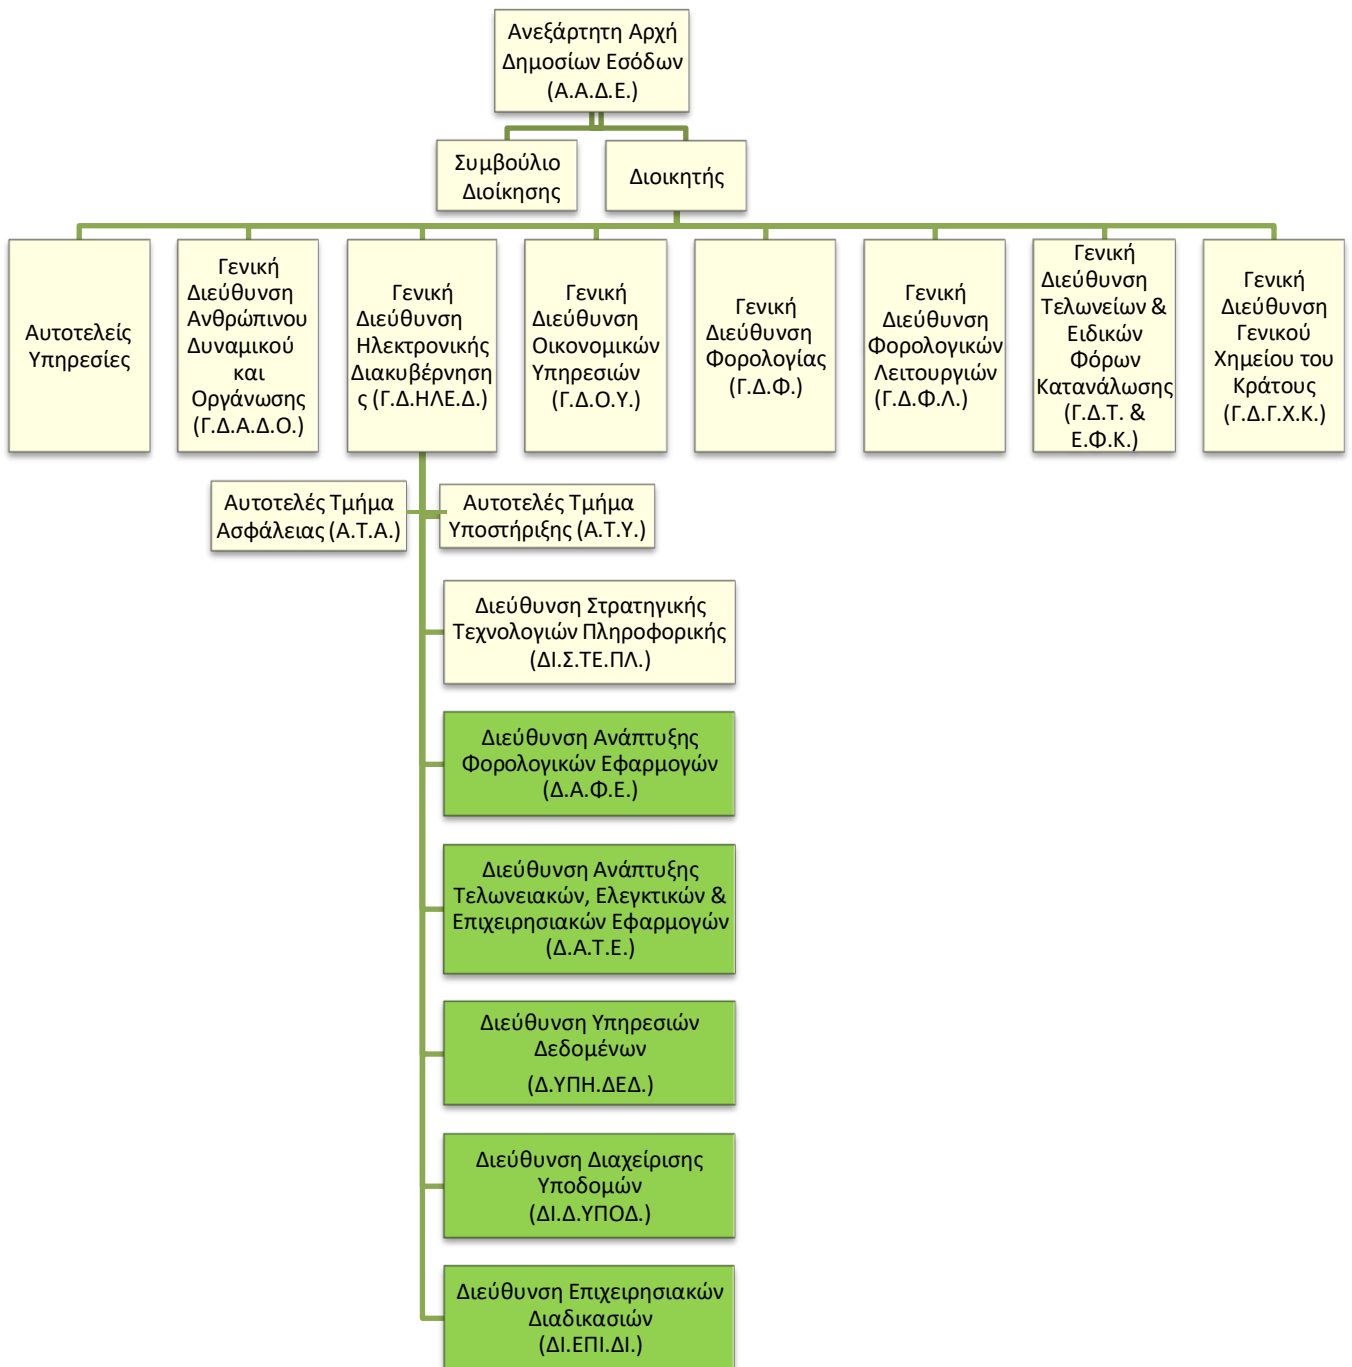 Ανεξάρτητη Αρχή
Δημοσίων Εσόδων
(Α.Α.Δ.Ε.)
Συμβούλιο
Διοίκησης
Διοικητής
Αυτοτελείς
Υπηρεσίες
Γενική
Διεύθυνση
Ανθρώπινου
Δυναμικού
και
Οργάνωσης
(Γ.Δ.Α.Δ.Ο.)
Γενική
Διεύθυνση
Ηλεκτρονικής
Διακυβέρνηση
ς (Γ.Δ.ΗΛΕ.Δ.)
Γενική
Διεύθυνση
Οικονομικών
Υπηρεσιών
(Γ.Δ.Ο.Υ.)
Γενική
Διεύθυνση
Φορολογίας
(Γ.Δ.Φ.)
Γενική
Διεύθυνση
Φορολογικών
Λειτουργιών
(Γ.Δ.Φ.Λ.)
Γενική
Διεύθυνση
Τελωνείων &
Ειδικών
Φόρων
Κατανάλωσης
(Γ.Δ.Τ. &
Ε.Φ.Κ.)
Γενική
Διεύθυνση
Γενικού
Χημείου του
Κράτους
(Γ.Δ.Γ.Χ.Κ.)
Αυτοτελές Τμήμα
Ασφάλειας (Α.Τ.Α.)
Αυτοτελές Τμήμα
Υποστήριξης (Α.Τ.Υ.)
Διεύθυνση Στρατηγικής
Τεχνολογιών Πληροφορικής
(ΔΙ.Σ.ΤΕ.ΠΛ.)
Διεύθυνση Ανάπτυξης
Φορολογικών Εφαρμογών
(Δ.Α.Φ.Ε.)
Διεύθυνση Ανάπτυξης
Τελωνειακών, Ελεγκτικών &
Επιχειρησιακών Εφαρμογών
(Δ.Α.Τ.Ε.)
Διεύθυνση Υπηρεσιών
Δεδομένων
(Δ.ΥΠΗ.ΔΕΔ.)
Διεύθυνση Διαχείρισης
Υποδομών
(ΔΙ.Δ.ΥΠΟΔ.)
Διεύθυνση Επιχειρησιακών
Διαδικασιών
(ΔΙ.ΕΠΙ.ΔΙ.)